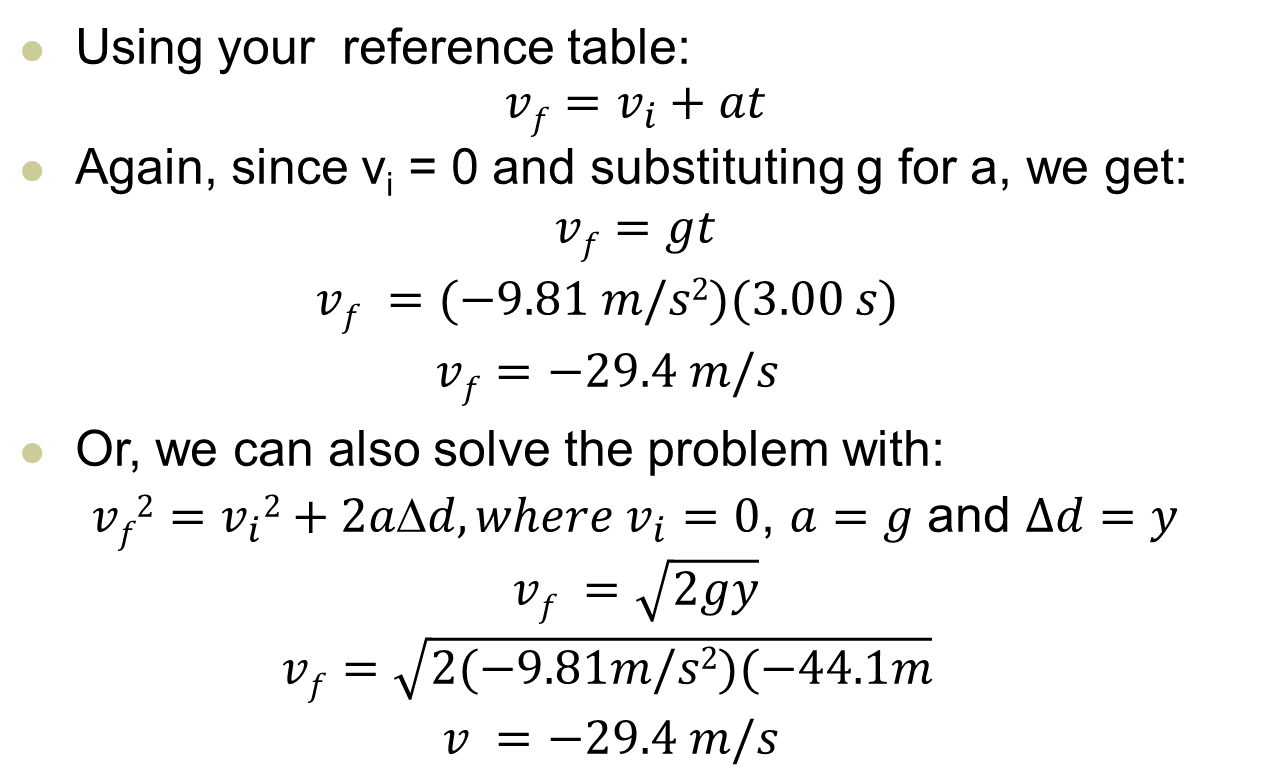 • Using your  reference table:
v_f = v_i + at
• Again, since v_i = 0 and substituting g for a, we get:
v_f = gt
v_f = (−9.81 m/s²)(3.00 s)
v_f = −29.4 m/s
• Or, we can also solve the problem with:
v_f² = v_i² + 2aΔd, where v_i = 0, a = g and Δd = y
v_f = √(2gy)
v_f = √(2(−9.81m/s²)(−44.1m)
v = −29.4 m/s